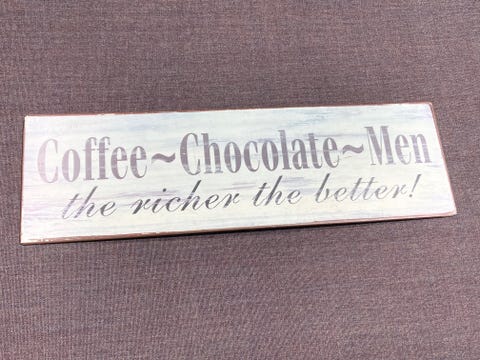 Coffee~Chocolate~Men
the richer the better!